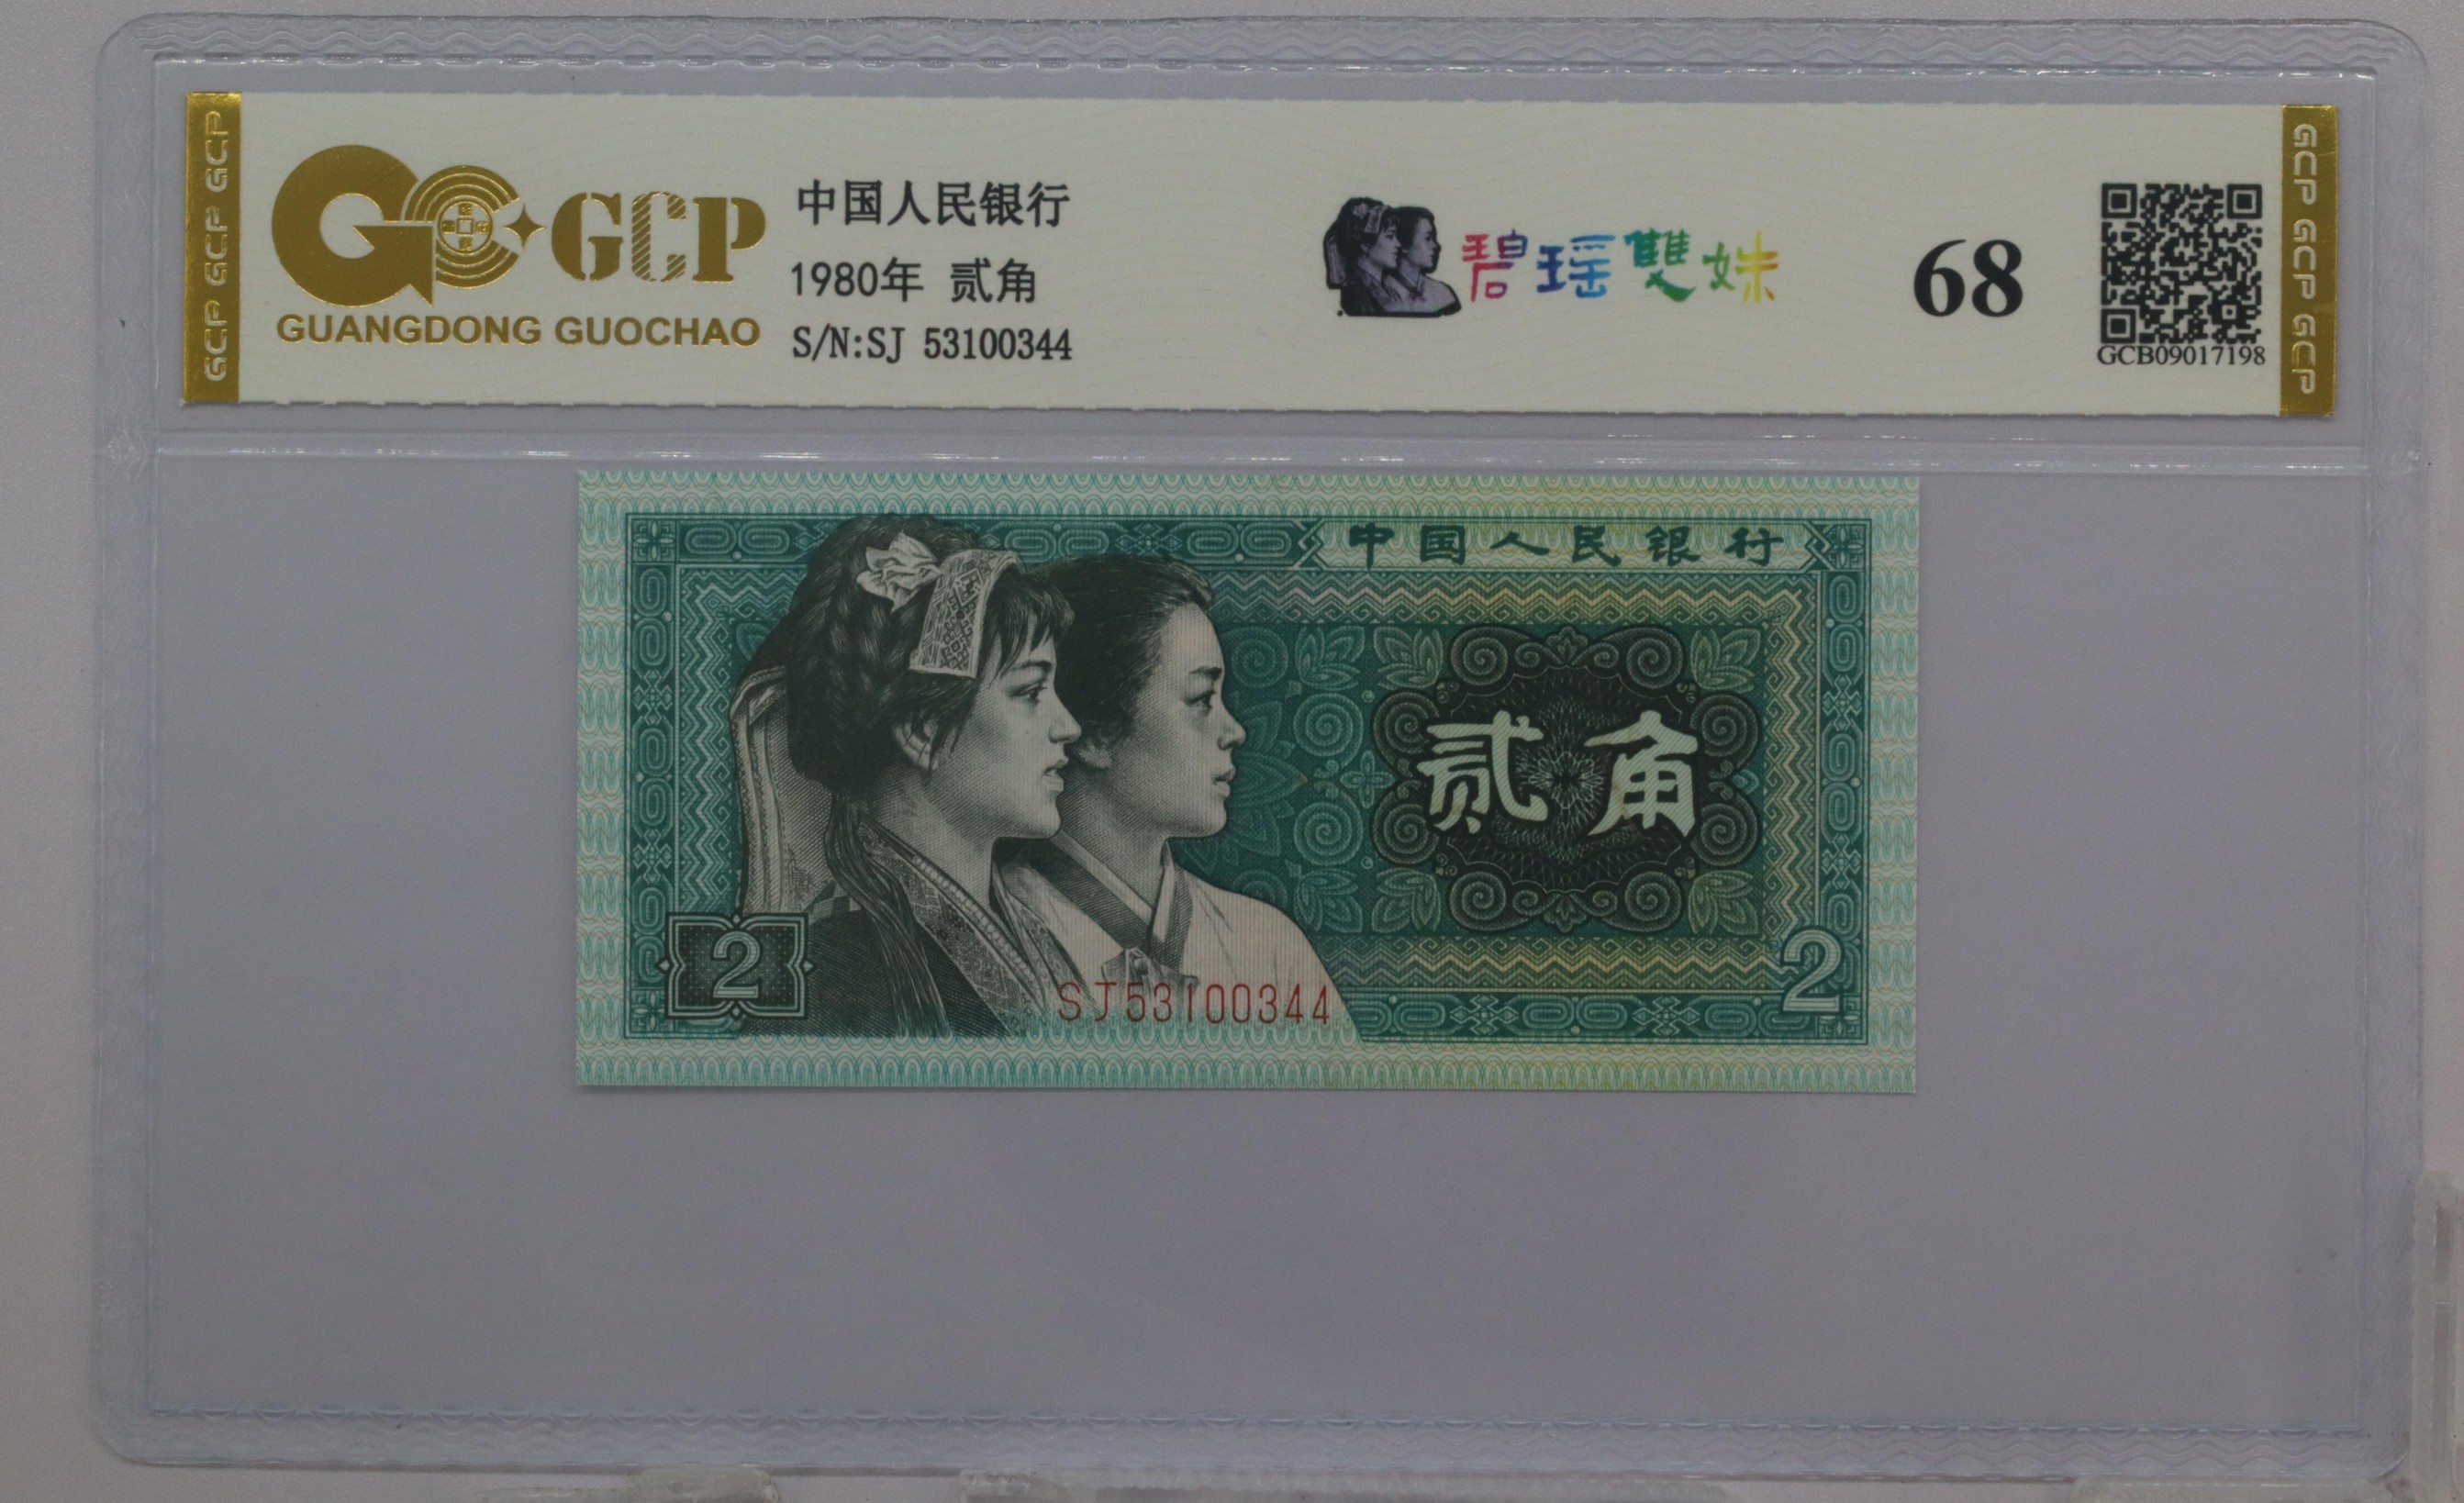 GCP GCP GCP
GCP
GUANGDONG GUOCHAO
中国人民银行
1980年 贰角
S/N:SJ 53100344
碧瑶雙姝
68
GCB09017198
GCP GCP GCP
中国人民银行
贰角
2
SJ53100344
2